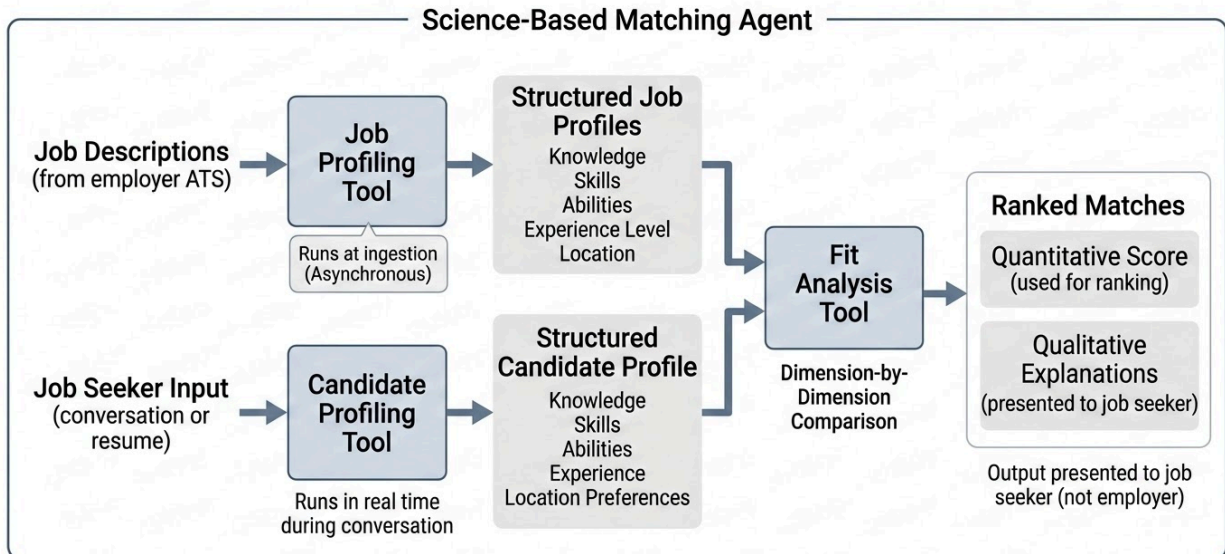 Science-Based Matching Agent
Job Descriptions
(from employer ATS)
Job
Profiling
Tool
Runs at ingestion
(Asynchronous)
Structured Job
Profiles
Knowledge
Skills
Abilities
Experience Level
Location
Job Seeker Input
(conversation or
resume)
Candidate
Profiling
Tool
Runs in real time
during conversation
Structured
Candidate Profile
Knowledge
Skills
Abilities
Experience
Location Preferences
Fit
Analysis
Tool
Dimension-by-
Dimension
Comparison
Ranked Matches
Quantitative Score
(used for ranking)
Qualitative
Explanations
(presented to job seeker)
Output presented to job
seeker (not employer)